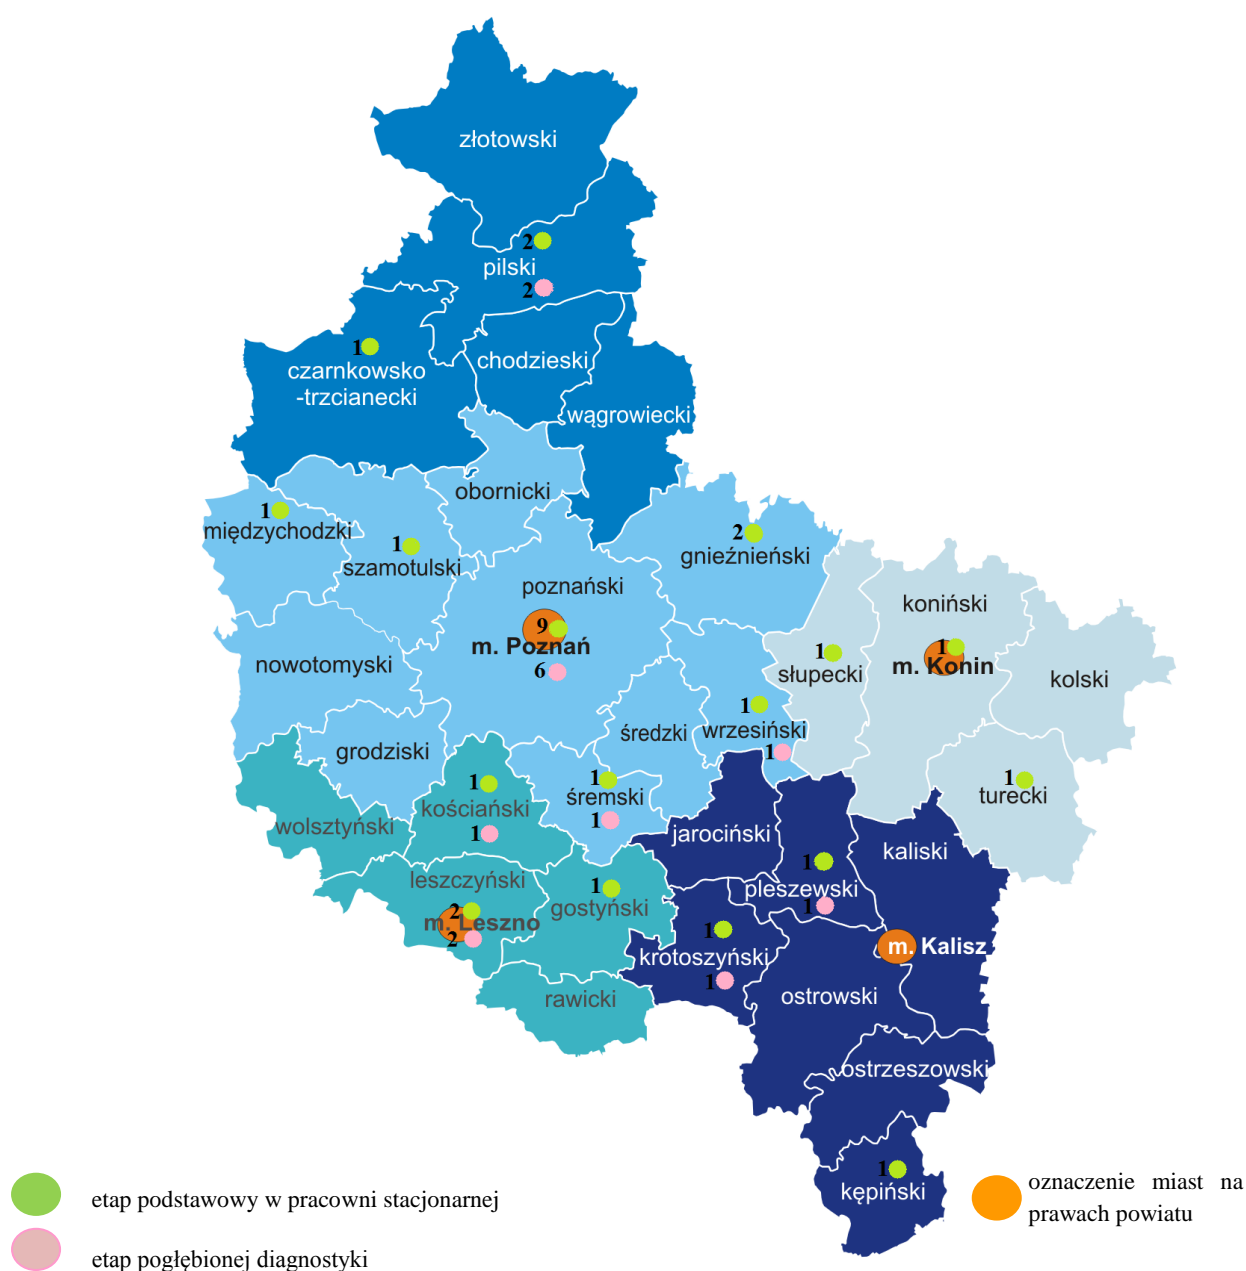 złotowski
2
pilski
2
1
czarnkowsko
-trzcianecki
chodzieski
wągrowiecki
obornicki
1
międzychodzki
1
szamotulski
2
gnieźnieński
poznański
9
m. Poznań
6
koniński
1
m. Konin
1
słupecki
kolski
nowotomyski
1
wrzesiński
1
średzki
grodziski
1
turecki
1
kościański
1
1
śremski
1
wolsztyński
jarociński
kaliski
leszczyński
2
m. Leszno
2
1
gostyński
1
pleszewski
1
1
krotoszyński
1
m. Kalisz
rawicki
ostrowski
ostrzeszowski
1
kępiński
etap podstawowy w pracowni stacjonarnej
etap pogłębionej diagnostyki
oznaczenie miast na
prawach powiatu